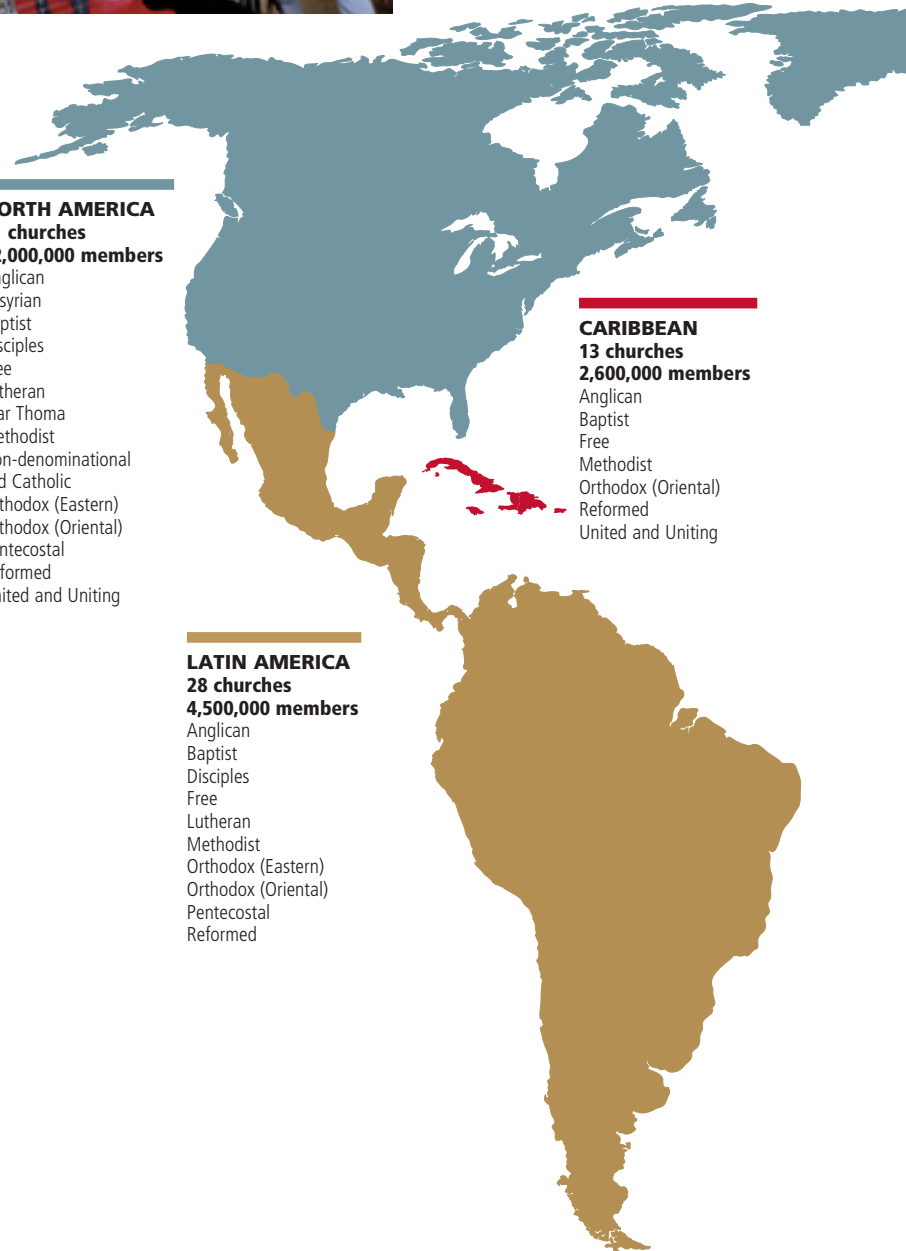 ORTH AMERICA
churches
2,000,000 members
glican
syrian
ptist
sciples
ee
theran
ar Thoma
ethodist
on-denominational
d Catholic
thodox (Eastern)
thodox (Oriental)
ntecostal
formed
ited and Uniting
CARIBBEAN
13 churches
2,600,000 members
Anglican
Baptist
Free
Methodist
Orthodox (Oriental)
Reformed
United and Uniting
LATIN AMERICA
28 churches
4,500,000 members
Anglican
Baptist
Disciples
Free
Lutheran
Methodist
Orthodox (Eastern)
Orthodox (Oriental)
Pentecostal
Reformed